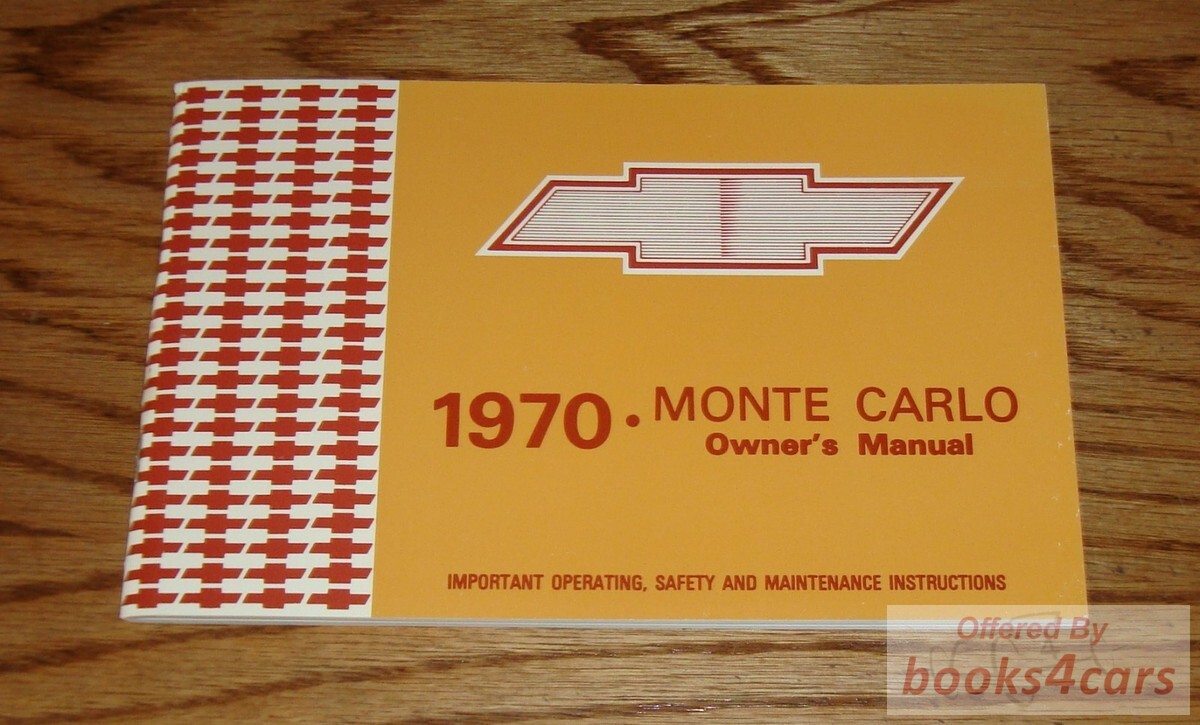 1970 • MONTE CARLO
Owner's Manual
IMPORTANT OPERATING, SAFETY AND MAINTENANCE INSTRUCTIONS
Offered By
books4cars